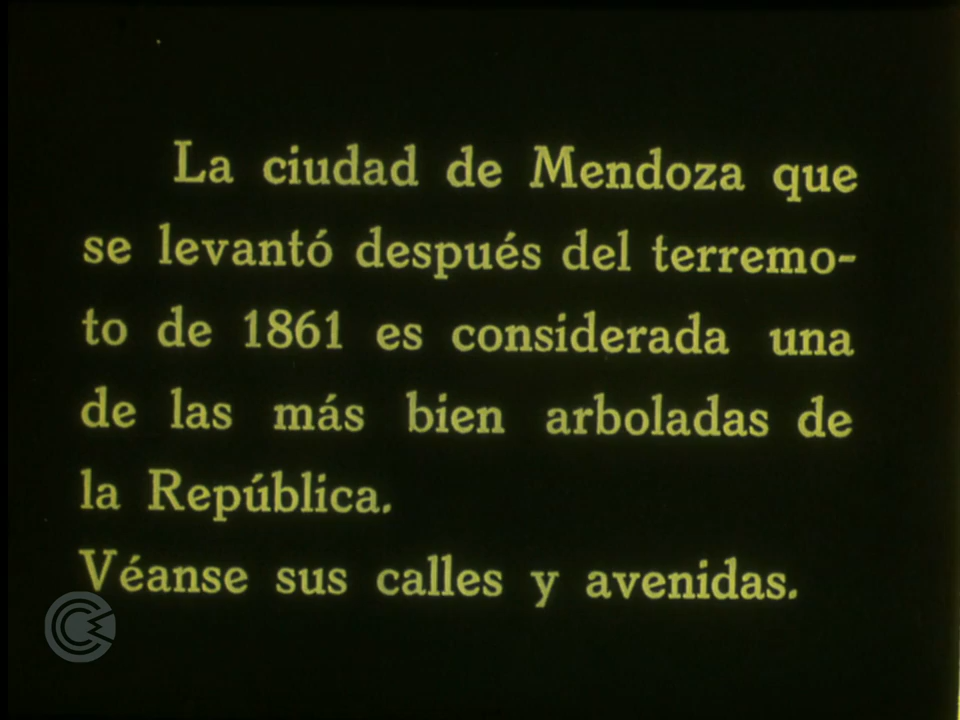 La ciudad de Mendoza que
se levantó después del terremo-
to de 1861 es considerada una
de las más bien arboladas de
la República.
Véanse sus calles y avenidas.